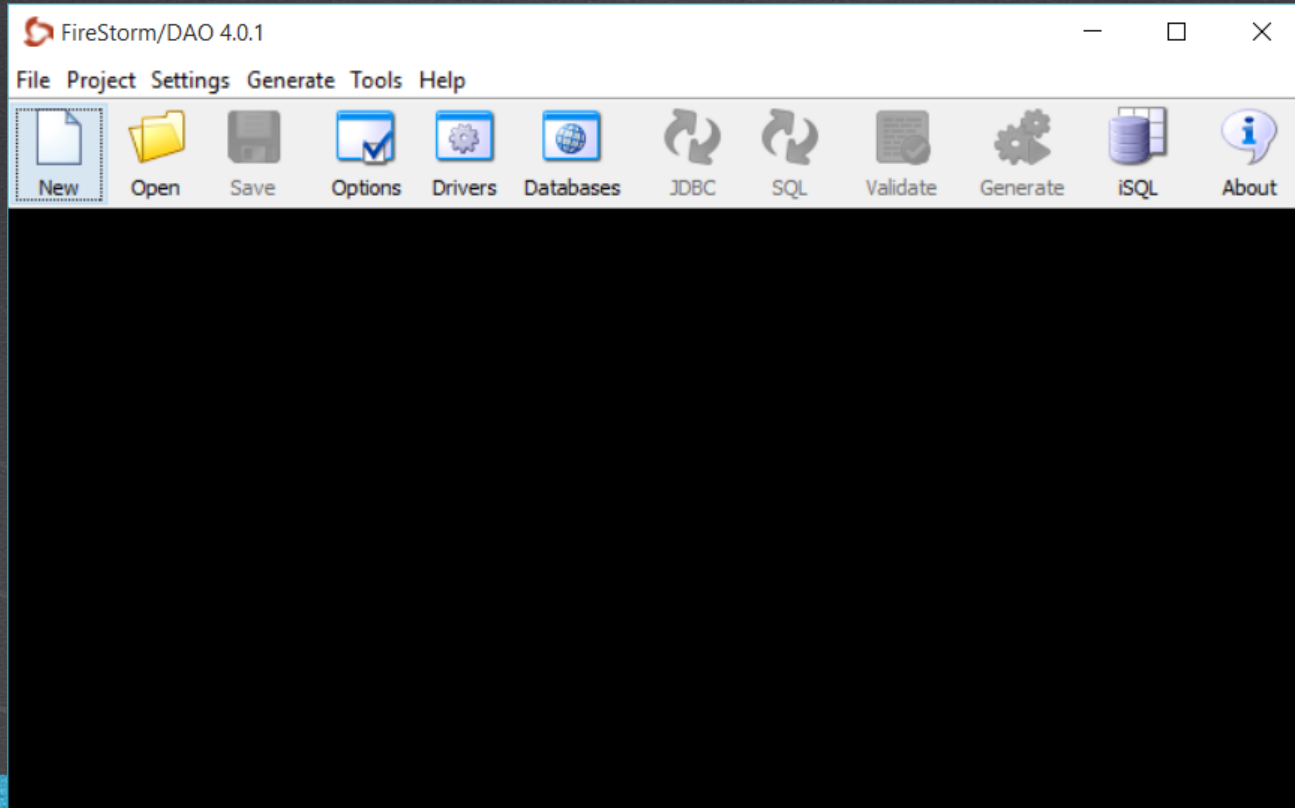 FireStorm/DAO 4.0.1
File Project Settings Generate Tools Help
New Open Save Options Drivers Databases JDBC SQL Validate Generate iSQL About